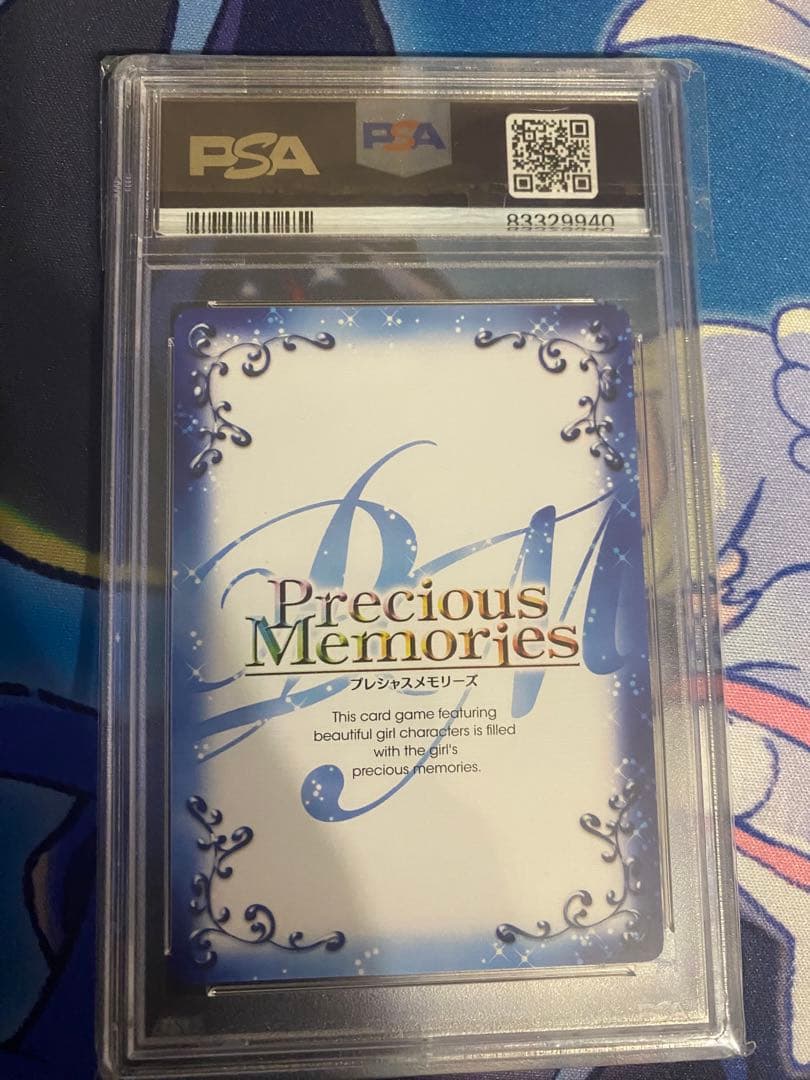 PSA
PSA
83329940
Precious
Memories
プレシャスメモリーズ
This card game featuring
beautiful girl characters is filled
with the girl's
precious memories.